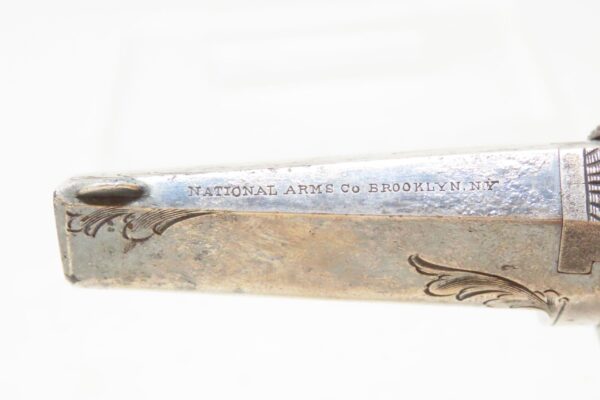 NATIONAL ARMS CO BROOKLYN, N.Y.